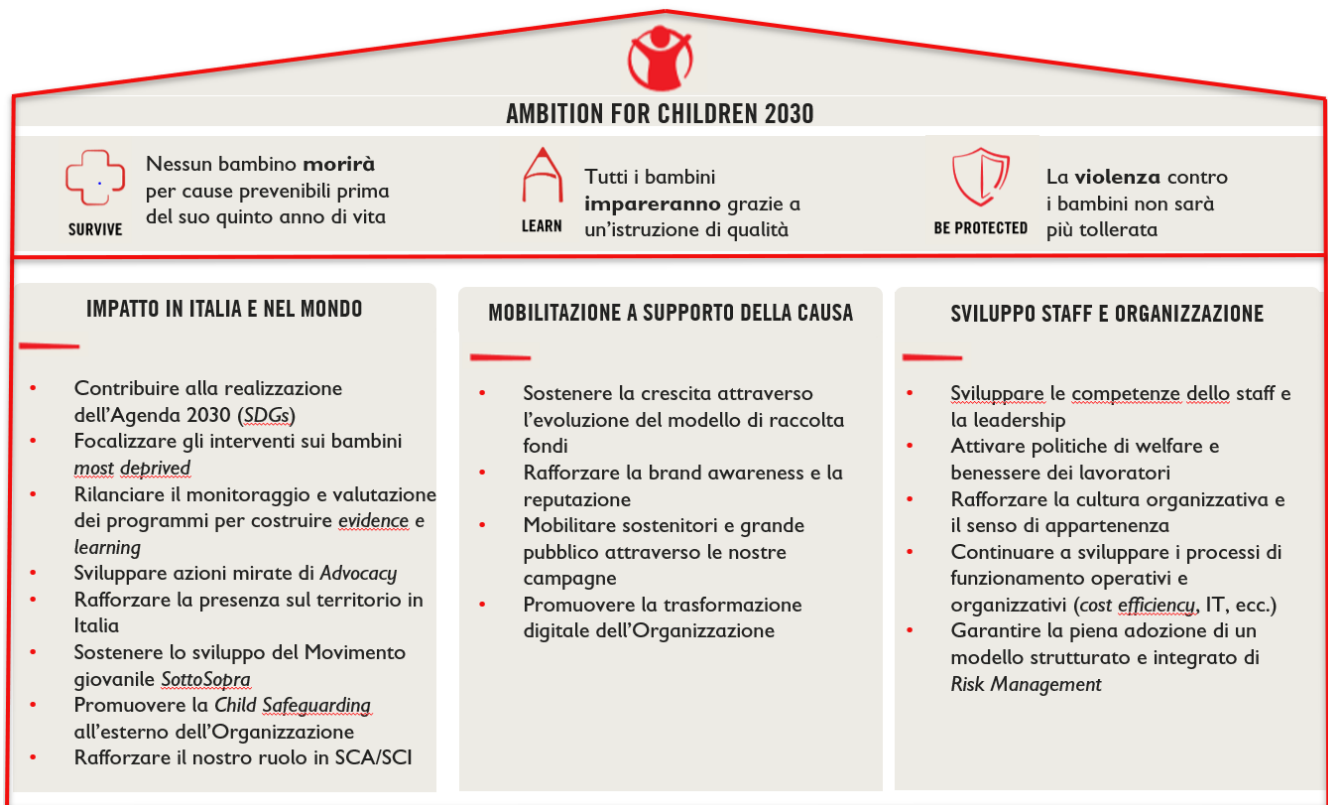 AMBITION FOR CHILDREN 2030
Nessun bambino morirà
per cause prevenibili prima
del suo quinto anno di vita
SURVIVE
Tutti i bambini
impareranno grazie a
un'istruzione di qualità
LEARN
La violenza contro
i bambini non sarà
più tollerata
BE PROTECTED
IMPATTO IN ITALIA E NEL MONDO
• Contribuire alla realizzazione
dell'Agenda 2030 (SDGs)
• Focalizzare gli interventi sui bambini
most deprived
• Rilanciare il monitoraggio e valutazione
dei programmi per costruire evidence e
learning
• Sviluppare azioni mirate di Advocacy
• Rafforzare la presenza sul territorio in
Italia
• Sostenere lo sviluppo del Movimento
giovanile SottoSopra
• Promuovere la Child Safeguarding
all'esterno dell'Organizzazione
• Rafforzare il nostro ruolo in SCA/SCI
MOBILITAZIONE A SUPPORTO DELLA CAUSA
• Sostenere la crescita attraverso
l'evoluzione del modello di raccolta
fondi
• Rafforzare la brand awareness e la
reputazione
• Mobilitare sostenitori e grande
pubblico attraverso le nostre
campagne
• Promuovere la trasformazione
digitale dell'Organizzazione
SVILUPPO STAFF E ORGANIZZAZIONE
• Sviluppare le competenze dello staff e
la leadership
• Attivare politiche di welfare e
benessere dei lavoratori
• Rafforzare la cultura organizzativa e
il senso di appartenenza
• Continuare a sviluppare i processi di
funzionamento operativi e
organizzativi (cost efficiency, IT, ecc.)
• Garantire la piena adozione di un
modello strutturato e integrato di
Risk Management